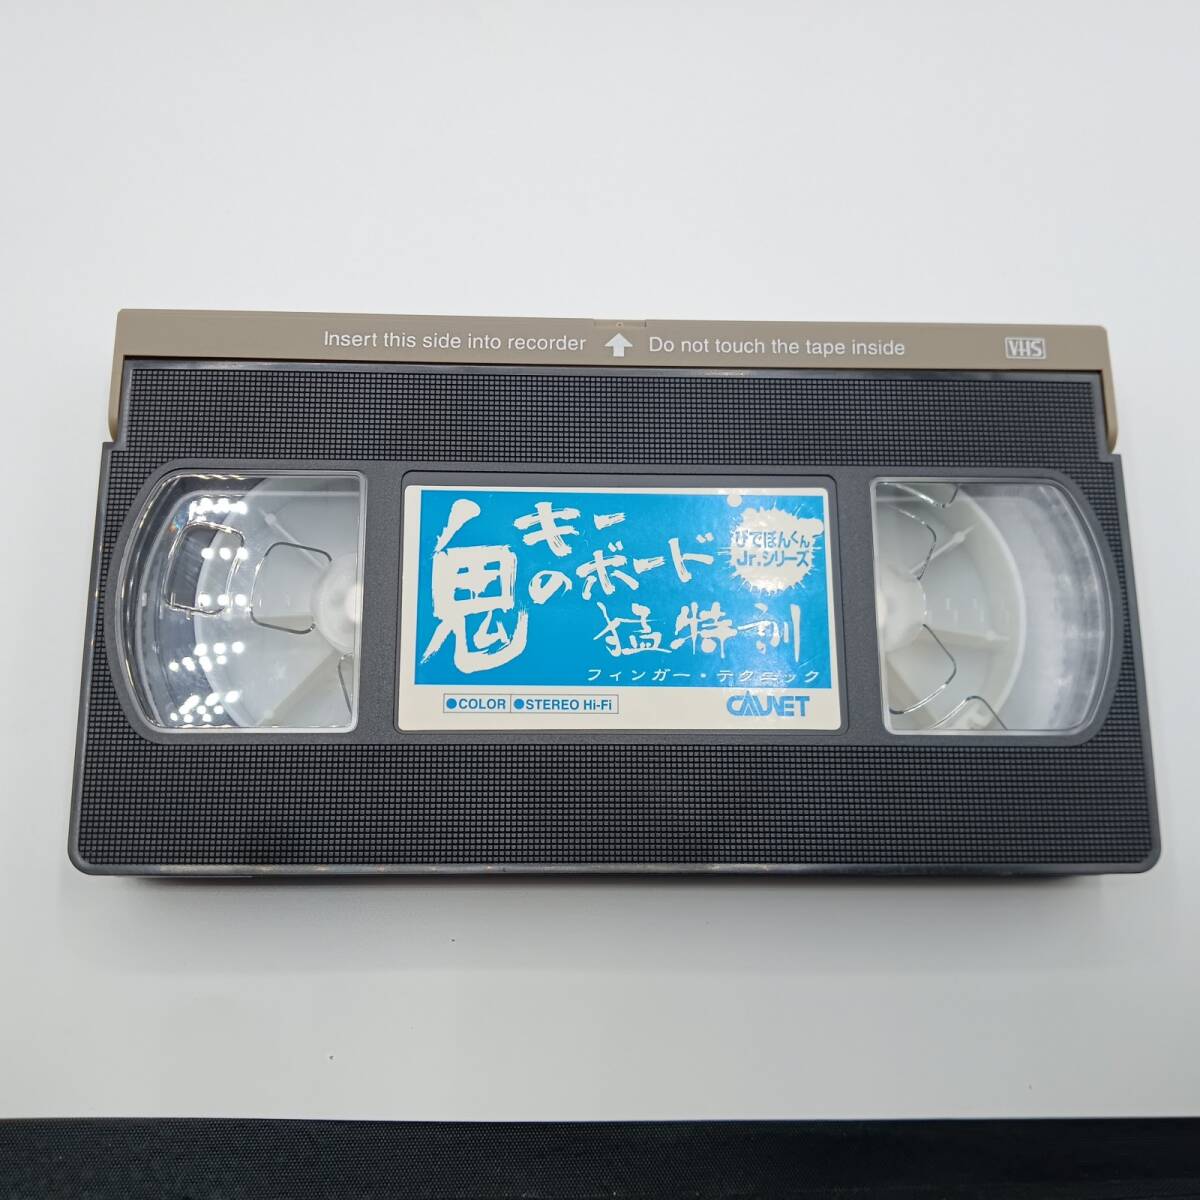 Insert this side into recorder Do not touch the tape inside VHS
鬼のキーボード
猛特訓
フィンガー・テクニック
びでぼんくん
Jr.シリーズ
●COLOR ●STEREO Hi-Fi
CAUNET